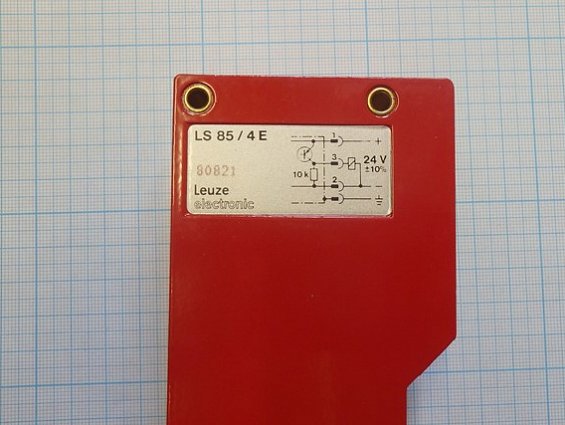 LS 85 / 4 E
80821
Leuze
electronic
1 +
3 24 V
±10%
10 k
2 −